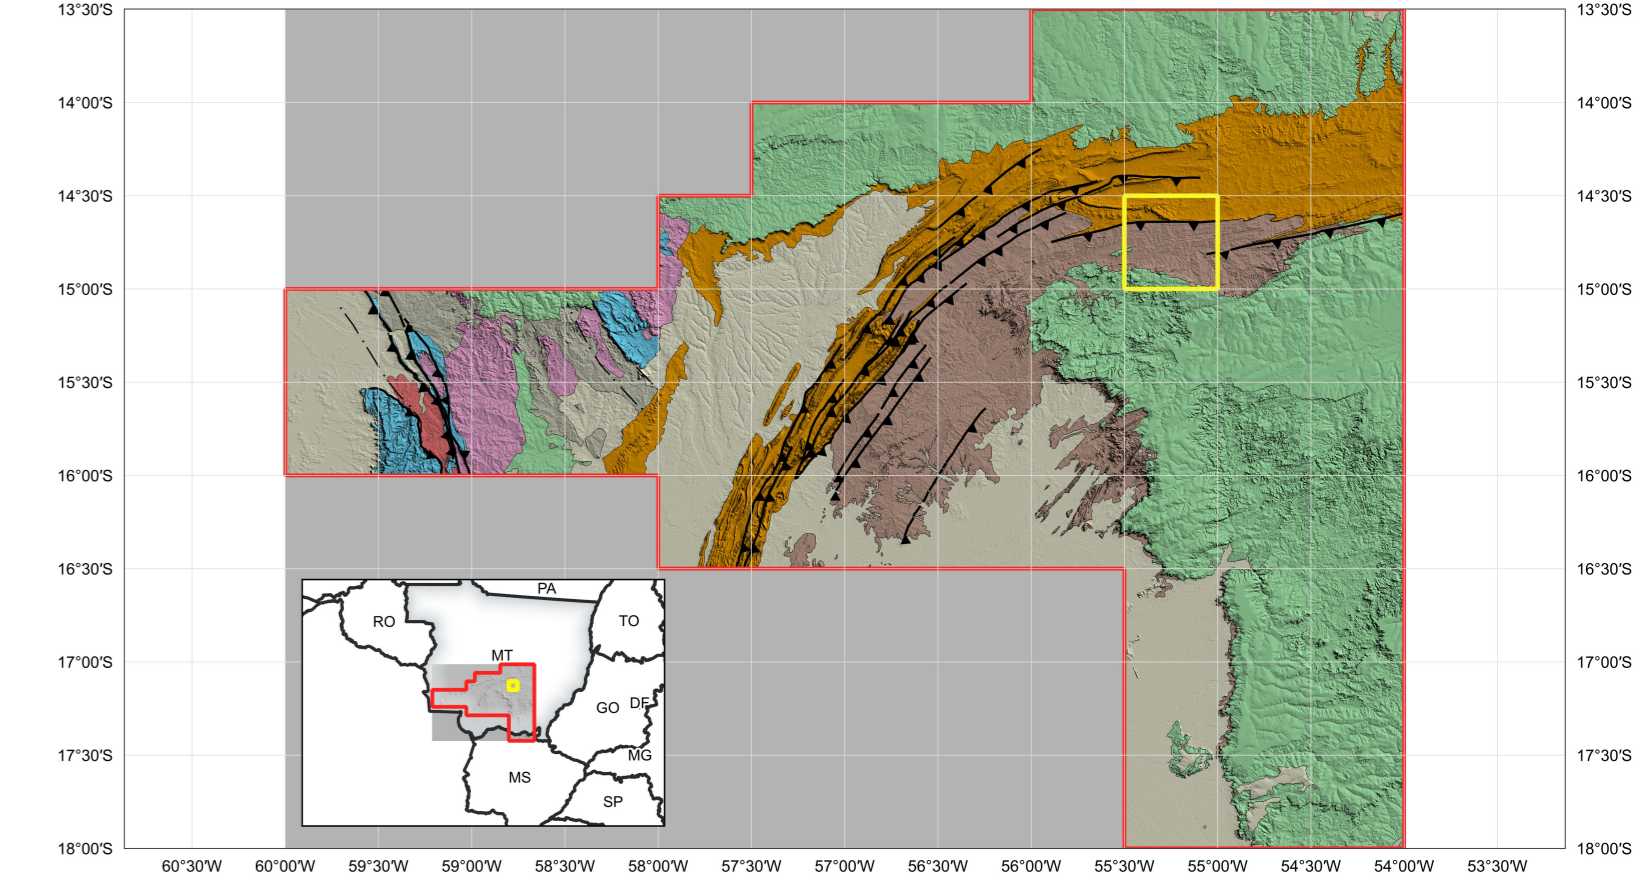 13°30′S 13°30′S
14°00′S 14°00′S
14°30′S 14°30′S
15°00′S 15°00′S
15°30′S 15°30′S
16°00′S 16°00′S
16°30′S 16°30′S
PA
RO TO
MT
17°00′S 17°00′S
GO DF
17°30′S 17°30′S
MG
MS
SP
18°00′S 18°00′S
60°30′W 60°00′W 59°30′W 59°00′W 58°30′W 58°00′W 57°30′W 57°00′W 56°30′W 56°00′W 55°30′W 55°00′W 54°30′W 54°00′W 53°30′W